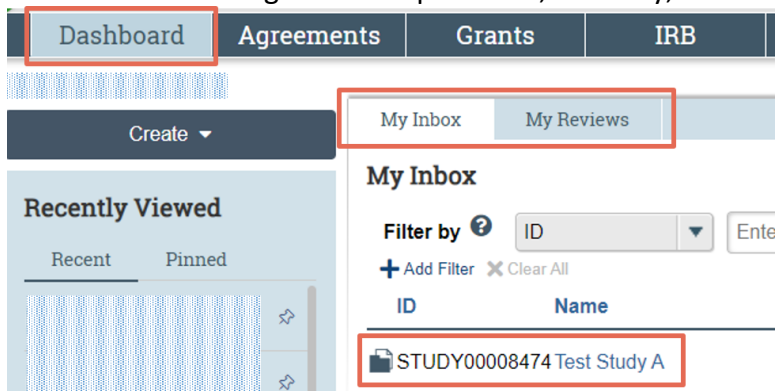 Dashboard Agreements Grants IRB
Create
My Inbox My Reviews
Recently Viewed
Recent Pinned
My Inbox
Filter by ? ID Ente
Add Filter Clear All
ID Name
STUDY00008474 Test Study A